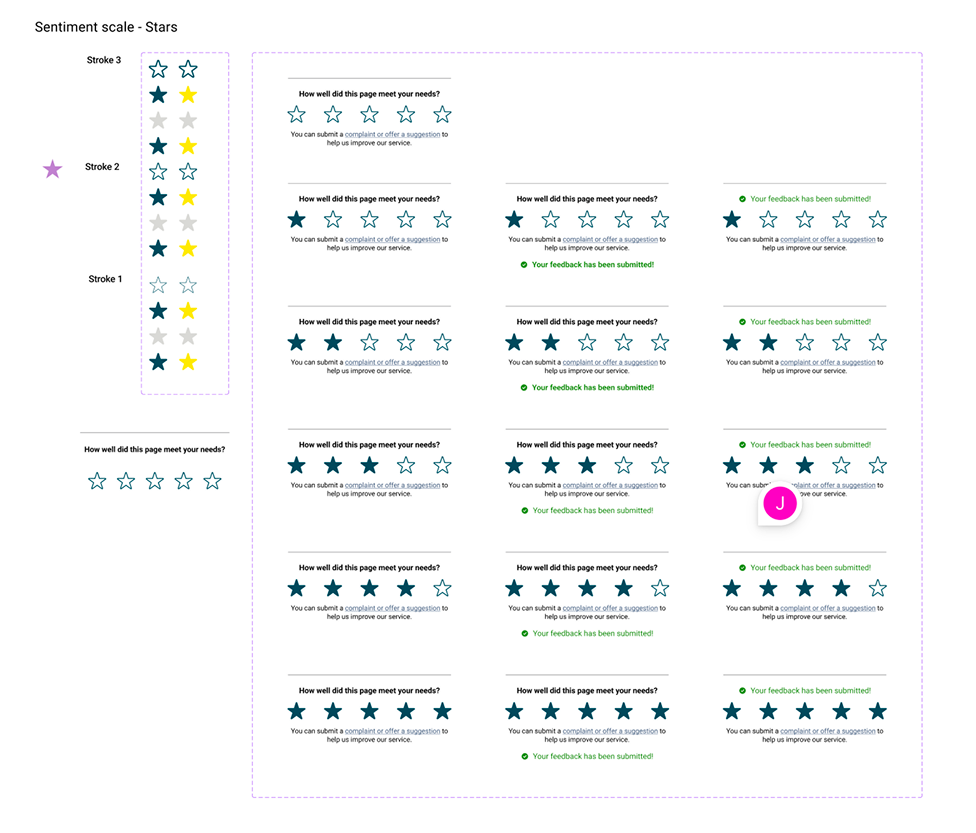 Sentiment scale - Stars
Stroke 3
Stroke 2
Stroke 1
How well did this page meet your needs?
How well did this page meet your needs?
You can submit a complaint or offer a suggestion to
help us improve our service.
How well did this page meet your needs?
You can submit a complaint or offer a suggestion to
help us improve our service.
How well did this page meet your needs?
You can submit a complaint or offer a suggestion to
help us improve our service.
Your feedback has been submitted!
Your feedback has been submitted!
You can submit a complaint or offer a suggestion to
help us improve our service.
How well did this page meet your needs?
You can submit a complaint or offer a suggestion to
help us improve our service.
How well did this page meet your needs?
You can submit a complaint or offer a suggestion to
help us improve our service.
Your feedback has been submitted!
Your feedback has been submitted!
You can submit a complaint or offer a suggestion to
help us improve our service.
How well did this page meet your needs?
You can submit a complaint or offer a suggestion to
help us improve our service.
How well did this page meet your needs?
You can submit a complaint or offer a suggestion to
help us improve our service.
Your feedback has been submitted!
Your feedback has been submitted!
You can complaint or offer a suggestion to
improve our service.
J
How well did this page meet your needs?
You can submit a complaint or offer a suggestion to
help us improve our service.
How well did this page meet your needs?
You can submit a complaint or offer a suggestion to
help us improve our service.
Your feedback has been submitted!
Your feedback has been submitted!
You can submit a complaint or offer a suggestion to
help us improve our service.
How well did this page meet your needs?
You can submit a complaint or offer a suggestion to
help us improve our service.
How well did this page meet your needs?
You can submit a complaint or offer a suggestion to
help us improve our service.
Your feedback has been submitted!
Your feedback has been submitted!
You can submit a complaint or offer a suggestion to
help us improve our service.